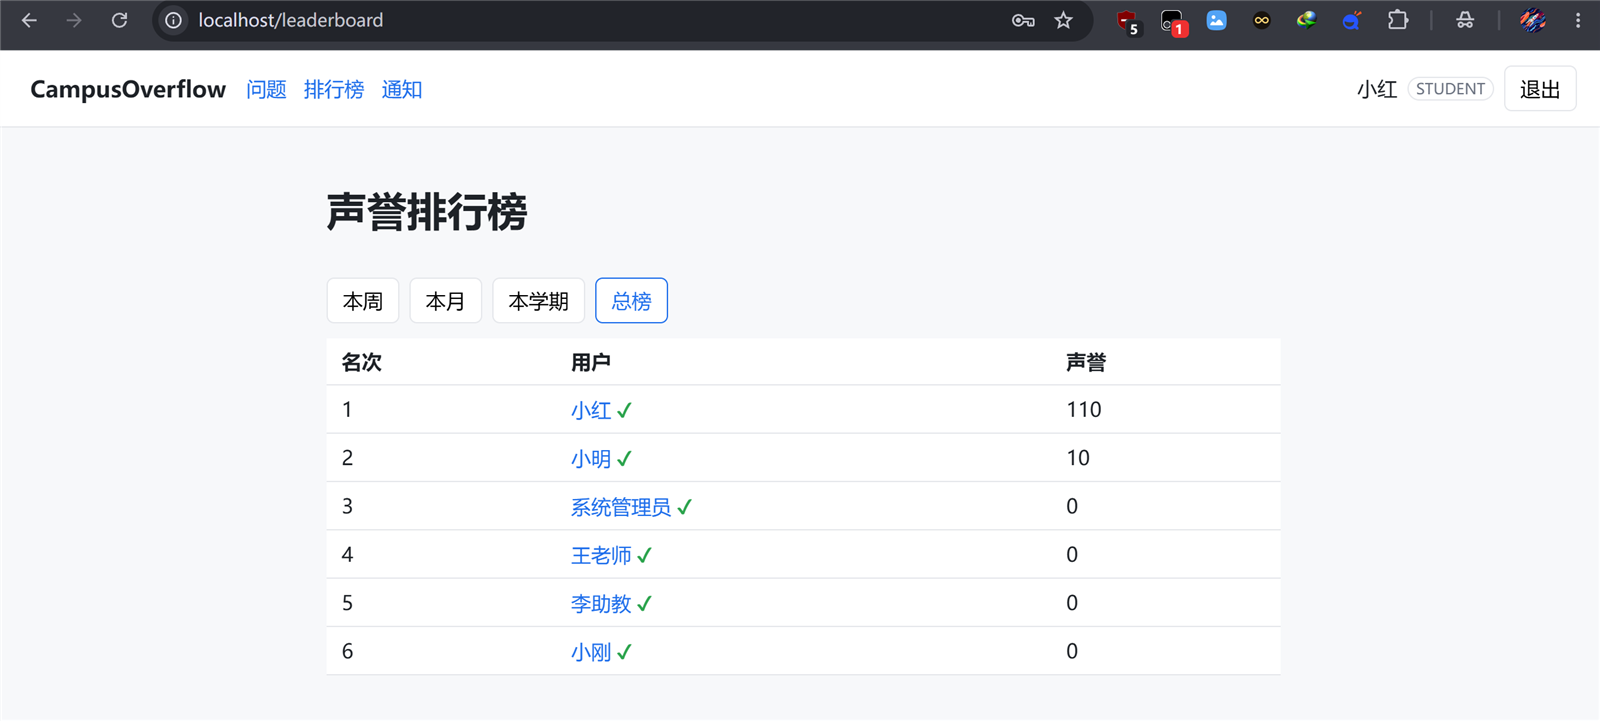 localhost/leaderboard
5
1
CampusOverflow 问题 排行榜 通知 小红 STUDENT 退出
声誉排行榜
本周 本月 本学期 总榜
名次 用户 声誉
1 小红 ✓ 110
2 小明 ✓ 10
3 系统管理员 ✓ 0
4 王老师 ✓ 0
5 李助教 ✓ 0
6 小刚 ✓ 0